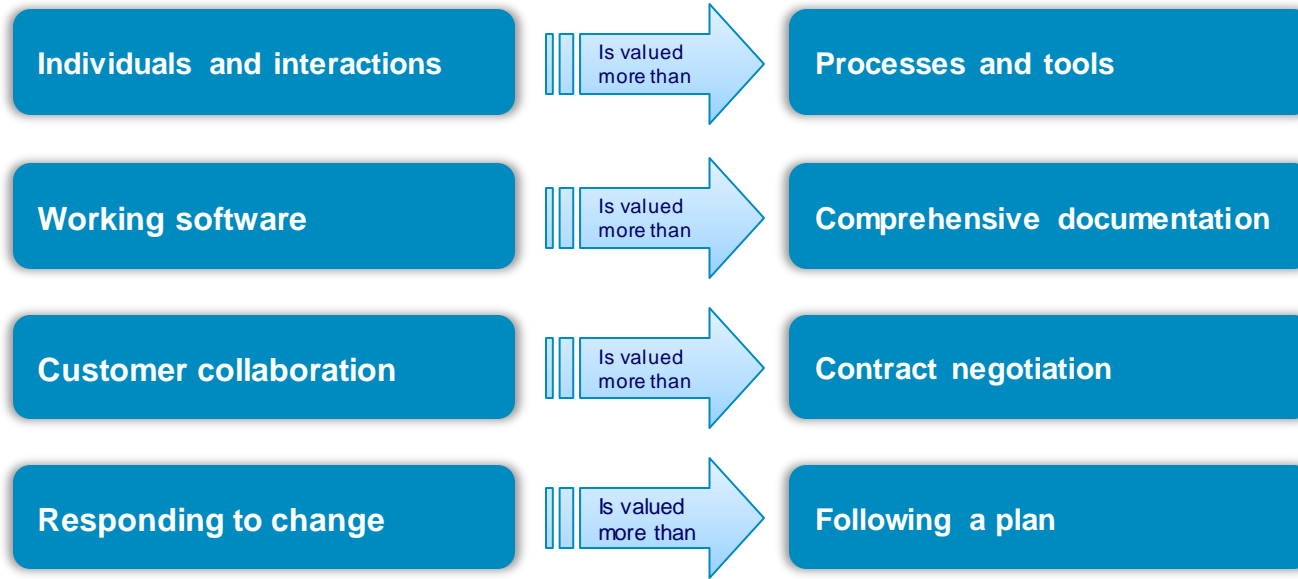 Individuals and interactions
Is valued
more than
Processes and tools
Working software
Is valued
more than
Comprehensive documentation
Customer collaboration
Is valued
more than
Contract negotiation
Responding to change
Is valued
more than
Following a plan